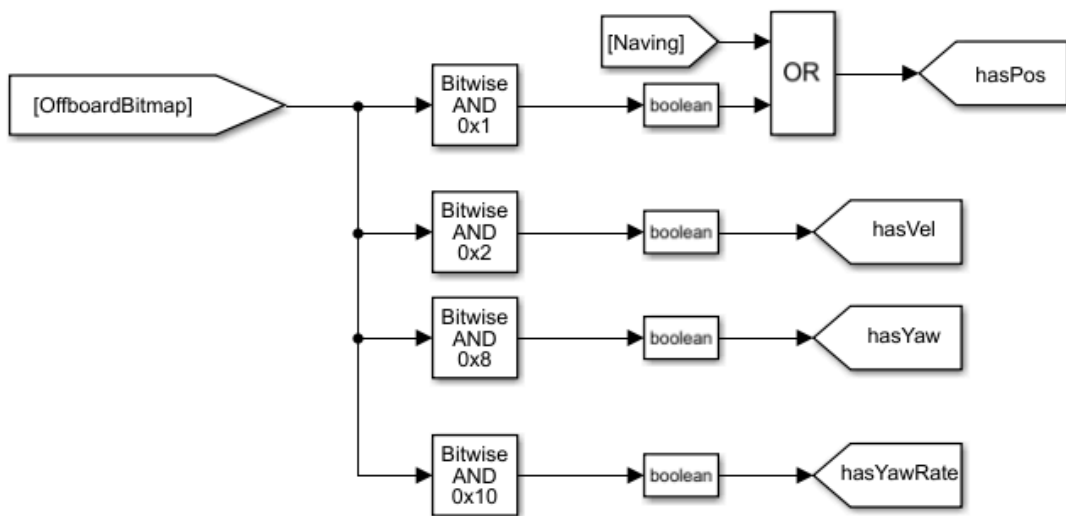 [Naving]
OR
hasPos
[OffboardBitmap]
Bitwise
AND
0x1
boolean
Bitwise
AND
0x2
boolean
hasVel
Bitwise
AND
0x8
boolean
hasYaw
Bitwise
AND
0x10
boolean
hasYawRate